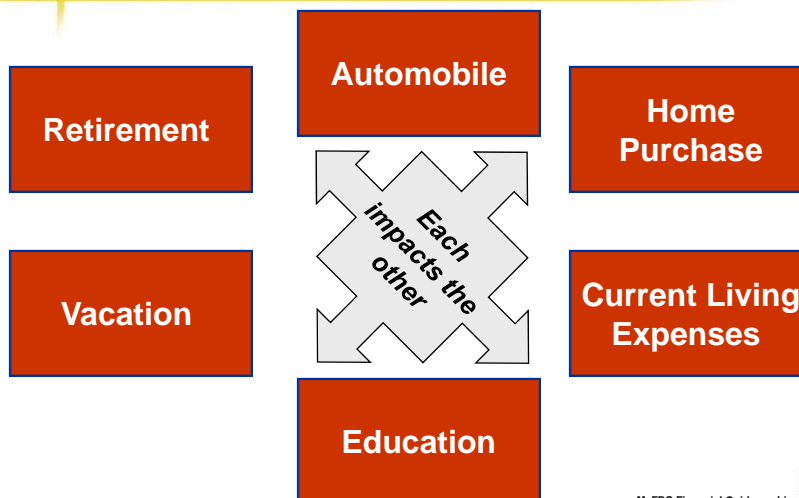 Automobile
Retirement
Home
Purchase
Each
impacts the
other
Vacation
Current Living
Expenses
Education